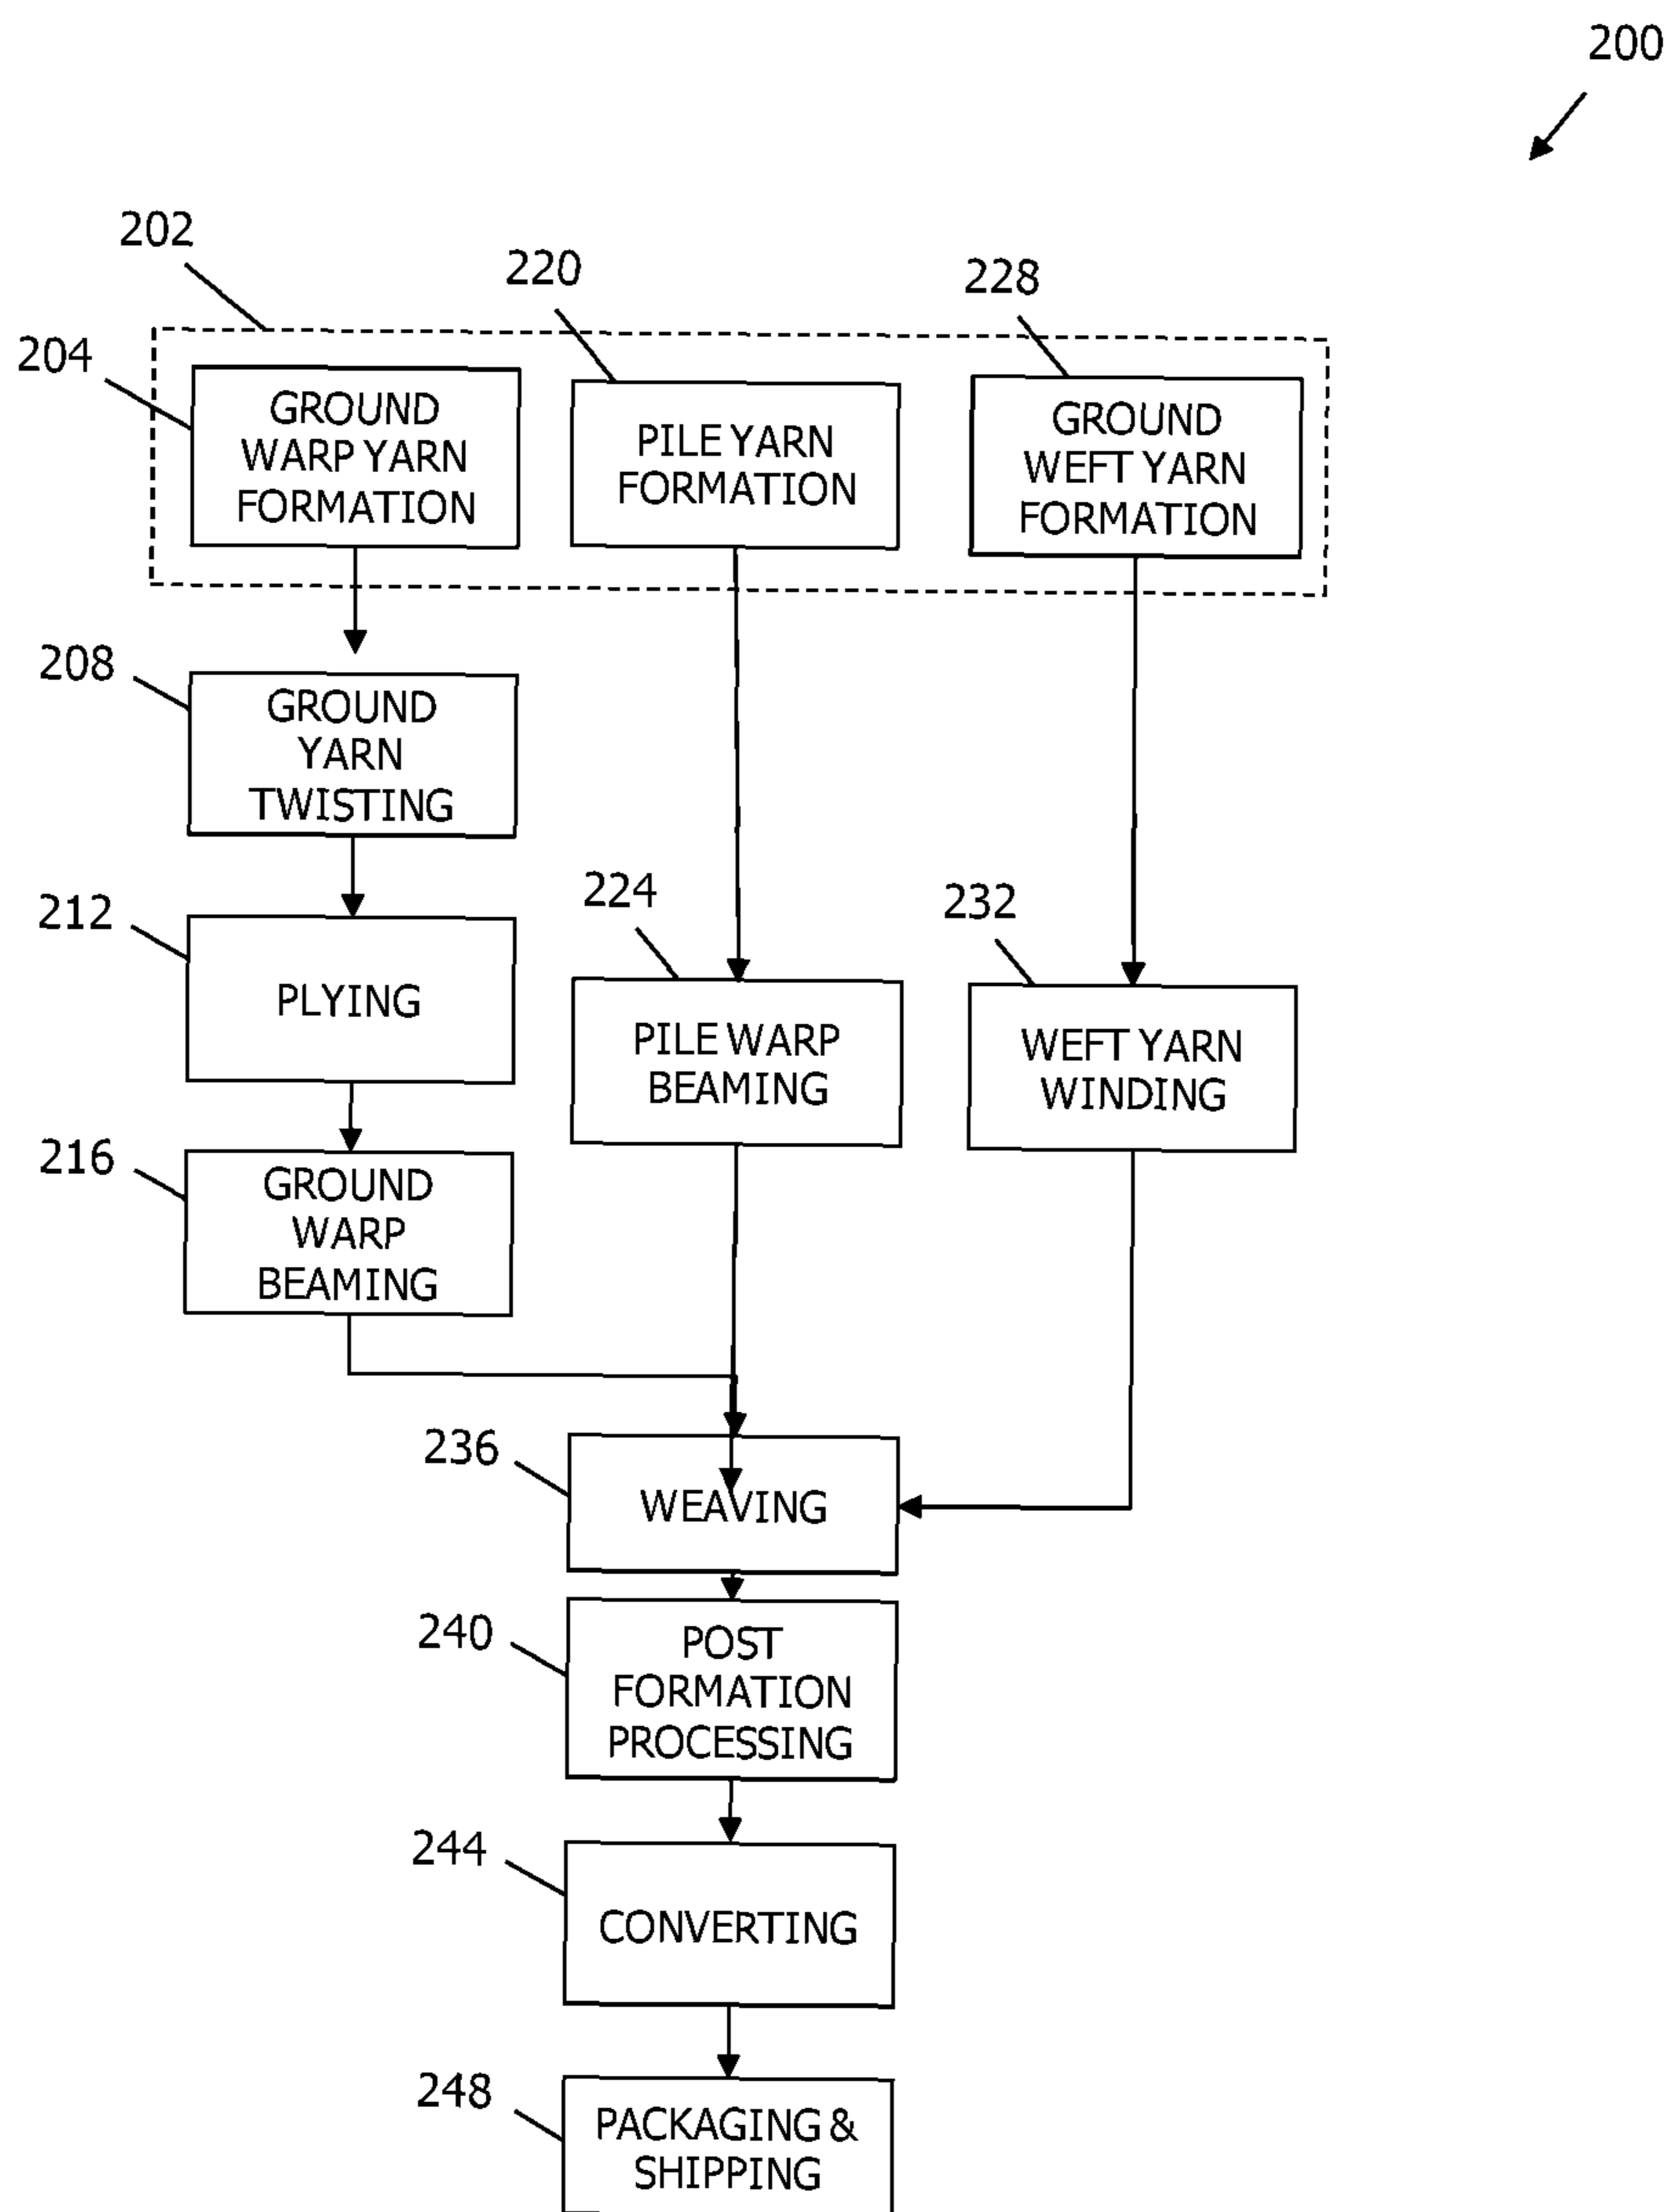 200
202
220
228
204
GROUND
WARP YARN
FORMATION
PILE YARN
FORMATION
GROUND
WEFT YARN
FORMATION
208
GROUND
YARN
TWISTING
212
PLYING
224
PILE WARP
BEAMING
232
WEFT YARN
WINDING
216
GROUND
WARP
BEAMING
236
WEAVING
240
POST
FORMATION
PROCESSING
244
CONVERTING
248
PACKAGING &
SHIPPING